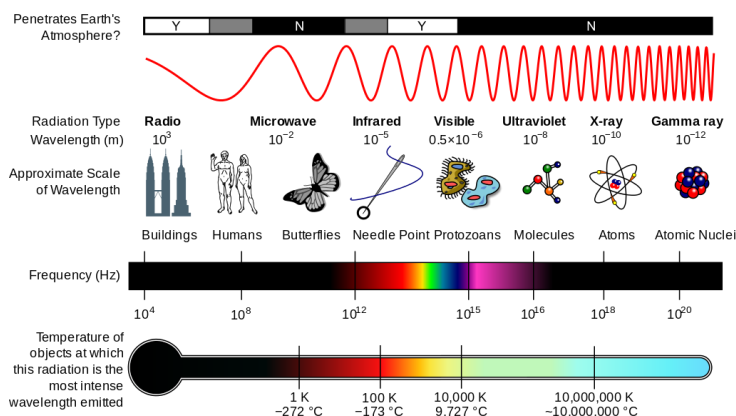 Penetrates Earth's
Atmosphere?
Y N Y N
Radiation Type
Radio Microwave Infrared Visible Ultraviolet X-ray Gamma ray
Wavelength (m)
10³ 10⁻² 10⁻⁵ 0.5×10⁻⁶ 10⁻⁸ 10⁻¹⁰ 10⁻¹²
Approximate Scale
of Wavelength
Buildings Humans Butterflies Needle Point Protozoans Molecules Atoms Atomic Nuclei
Frequency (Hz)
10⁴ 10⁸ 10¹² 10¹⁵ 10¹⁶ 10¹⁸ 10²⁰
Temperature of
objects at which
this radiation is the
most intense
wavelength emitted
1 K 100 K 10,000 K 10,000,000 K
−272 °C −173 °C 9.727 °C ~10,000,000 °C